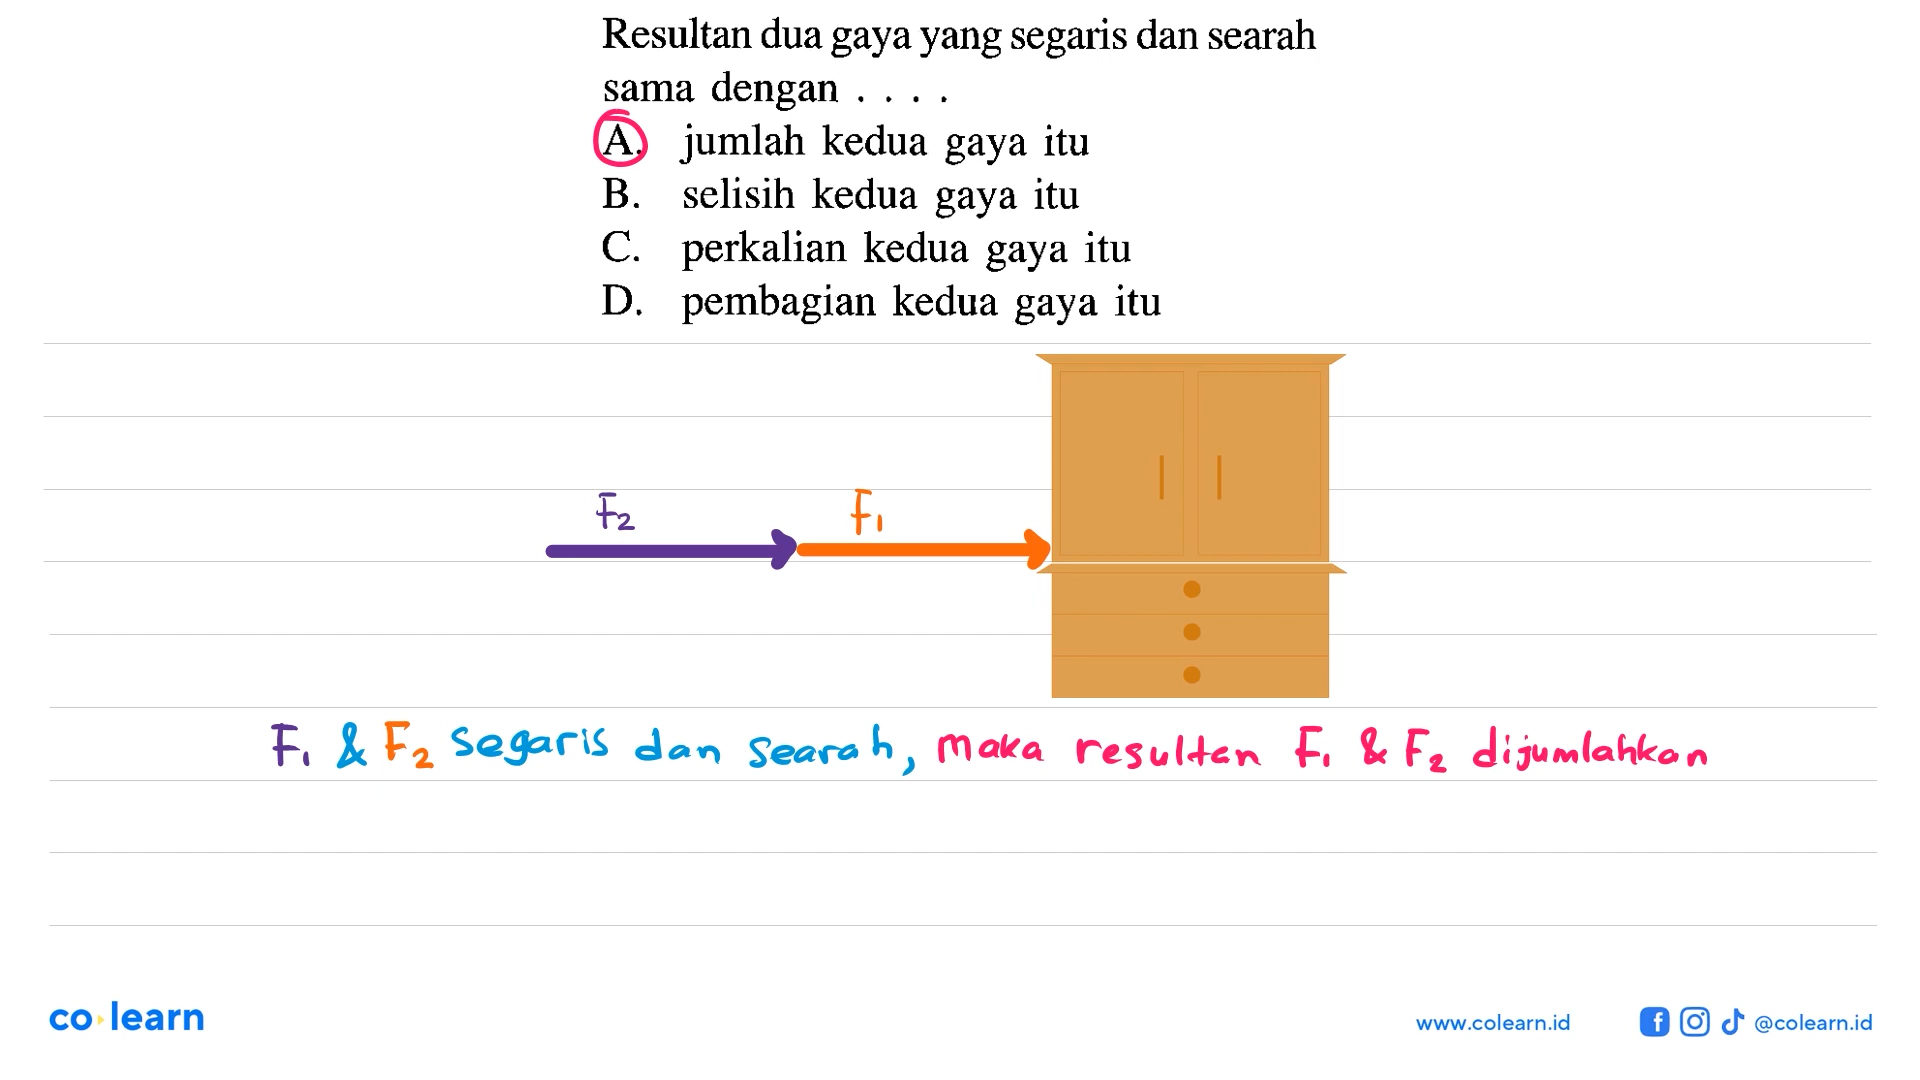 Resultan dua gaya yang segaris dan searah
sama dengan . . . .
A. jumlah kedua gaya itu
B. selisih kedua gaya itu
C. perkalian kedua gaya itu
D. pembagian kedua gaya itu
F₂ F₁
F₁ & F₂ segaris dan searah, maka resultan F₁ & F₂ dijumlahkan
co learn www.colearn.id @colearn.id